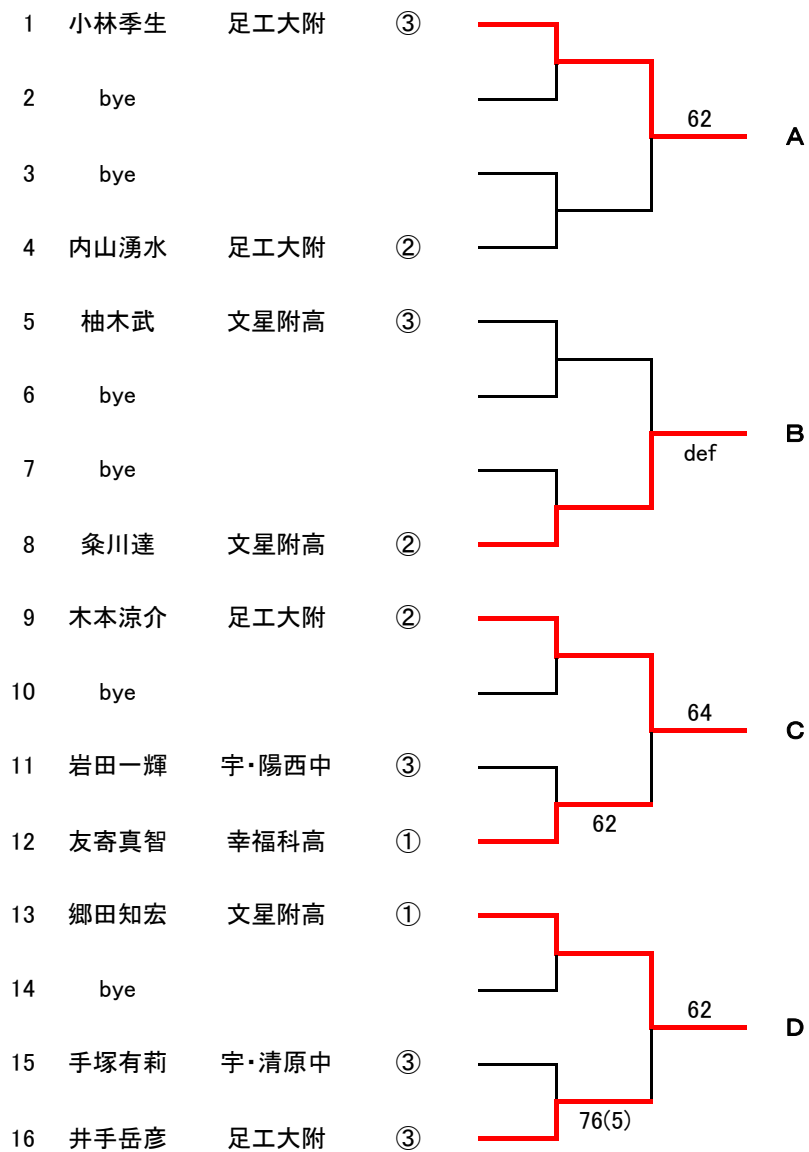 1 小林季生 足工大附 ③
2 bye
62
A
3 bye
4 内山湧水 足工大附 ②
5 柚木武 文星附高 ③
6 bye
B
def
7 bye
8 粂川達 文星附高 ②
9 木本涼介 足工大附 ②
10 bye
64
C
11 岩田一輝 宇・陽西中 ③
62
12 友寄真智 幸福科高 ①
13 郷田知宏 文星附高 ①
14 bye
62
D
15 手塚有莉 宇・清原中 ③
76(5)
16 井手岳彦 足工大附 ③